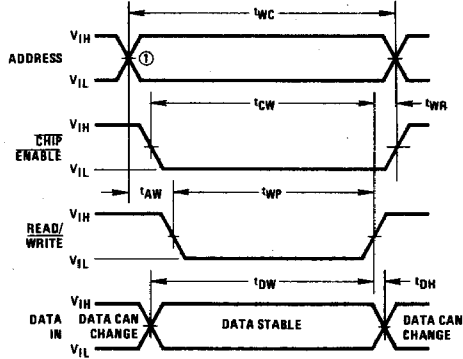 tWC
VIH
ADDRESS
1
VIL
tCW
tWR
VIH
CHIP
ENABLE
VIL
tAW
tWP
VIH
READ/
WRITE
VIL
tDW
tDH
VIH
DATA
IN
DATA CAN
CHANGE
DATA STABLE
DATA CAN
CHANGE
VIL